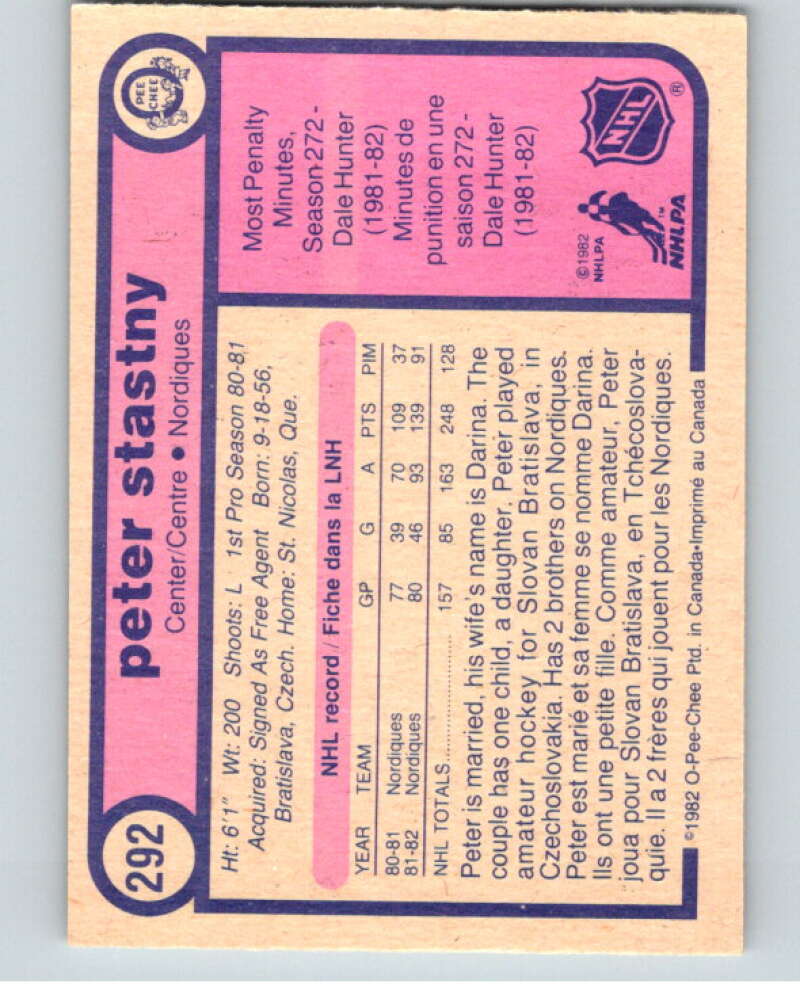 292
peter stastny
Center/Centre • Nordiques
O
PEE
CHEE
Ht: 6'1" Wt: 200 Shoots: L 1st Pro Season 80-81
Acquired: Signed As Free Agent Born: 9-18-56,
Bratislava, Czech. Home: St. Nicolas, Que.
NHL record / Fiche dans la LNH
YEAR TEAM GP G A PTS PIM
80-81 Nordiques 77 39 70 109 37
81-82 Nordiques 80 46 93 139 91
NHL TOTALS 157 85 163 248 128
Peter is married, his wife's name is Darina. The
couple has one child, a daughter. Peter played
amateur hockey for Slovan Bratislava, in
Czechoslovakia. Has 2 brothers on Nordiques.
Peter est marié et sa femme se nomme Darina.
Ils ont une petite fille. Comme amateur, Peter
joua pour Slovan Bratislava, en Tchécoslova-
quie. Il a 2 frères qui jouent pour les Nordiques.
©1982 O-Pee-Chee Ptd. in Canada•Imprimé au Canada
Most Penalty
Minutes,
Season-272 -
Dale Hunter
(1981-82)
Minutes de
punition en une
saison 272 -
Dale Hunter
(1981-82)
©1982
NHLPA
NHLPA™
NHL®